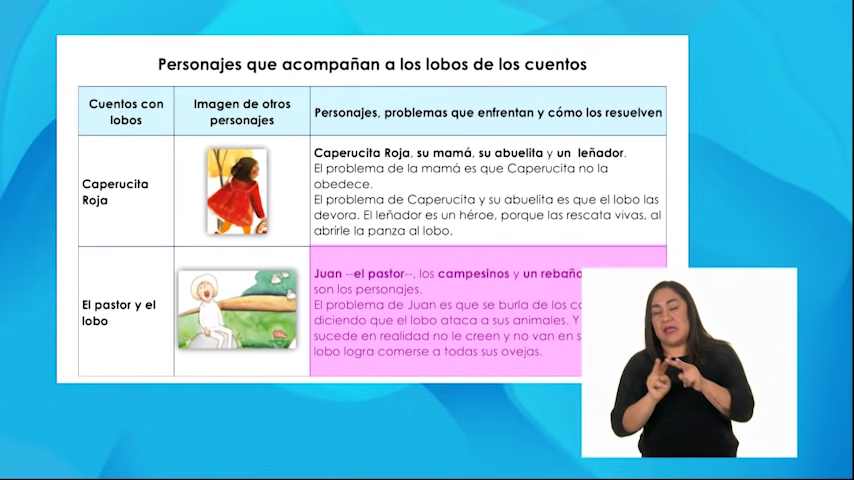 Personajes que acompañan a los lobos de los cuentos
Cuentos con
lobos
Imagen de otros
personajes
Personajes, problemas que enfrentan y cómo los resuelven
Caperucita
Roja
Caperucita Roja, su mamá, su abuelita y un leñador.
El problema de la mamá es que Caperucita no la
obedece.
El problema de Caperucita y su abuelita es que el lobo las
devora. El leñador es un héroe, porque las rescata vivas, al
abrirle la panza al lobo.
El pastor y el
lobo
Juan --el pastor--, los campesinos y un rebaño
son los personajes.
El problema de Juan es que se burla de los
diciendo que el lobo ataca a sus animales. Y
sucede en realidad no le creen y no van en
lobo logra comerse a todas sus ovejas.